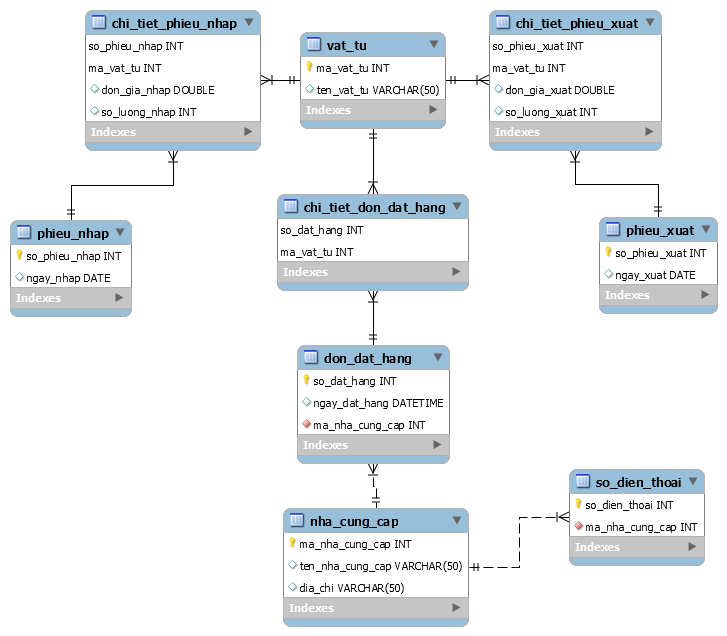 chi_tiet_phieu_nhap
so_phieu_nhap INT
ma_vat_tu INT
don_gia_nhap DOUBLE
so_luong_nhap INT
Indexes
vat_tu
ma_vat_tu INT
ten_vat_tu VARCHAR(50)
Indexes
chi_tiet_phieu_xuat
so_phieu_xuat INT
ma_vat_tu INT
don_gia_xuat DOUBLE
so_luong_xuat INT
Indexes
phieu_nhap
so_phieu_nhap INT
ngay_nhap DATE
Indexes
chi_tiet_don_dat_hang
so_dat_hang INT
ma_vat_tu INT
Indexes
phieu_xuat
so_phieu_xuat INT
ngay_xuat DATE
Indexes
don_dat_hang
so_dat_hang INT
ngay_dat_hang DATETIME
ma_nha_cung_cap INT
Indexes
nha_cung_cap
ma_nha_cung_cap INT
ten_nha_cung_cap VARCHAR(50)
dia_chi VARCHAR(50)
Indexes
so_dien_thoai
so_dien_thoai INT
ma_nha_cung_cap INT
Indexes